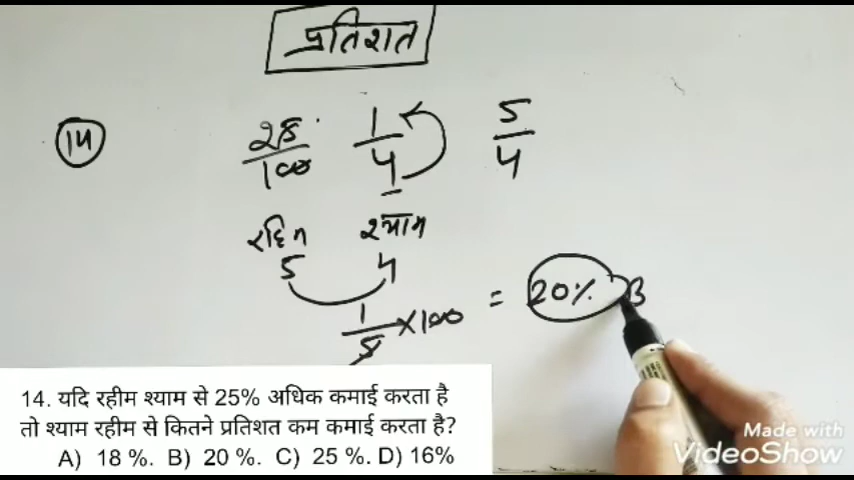 प्रतिशत
14
25/100 1/4 5/4
रहिम श्याम
5 4
1/5 ×100 = 20% B
14. यदि रहीम श्याम से 25% अधिक कमाई करता है
तो श्याम रहीम से कितने प्रतिशत कम कमाई करता है?
A) 18 %. B) 20 %. C) 25 %. D) 16%
Made with
VideoShow